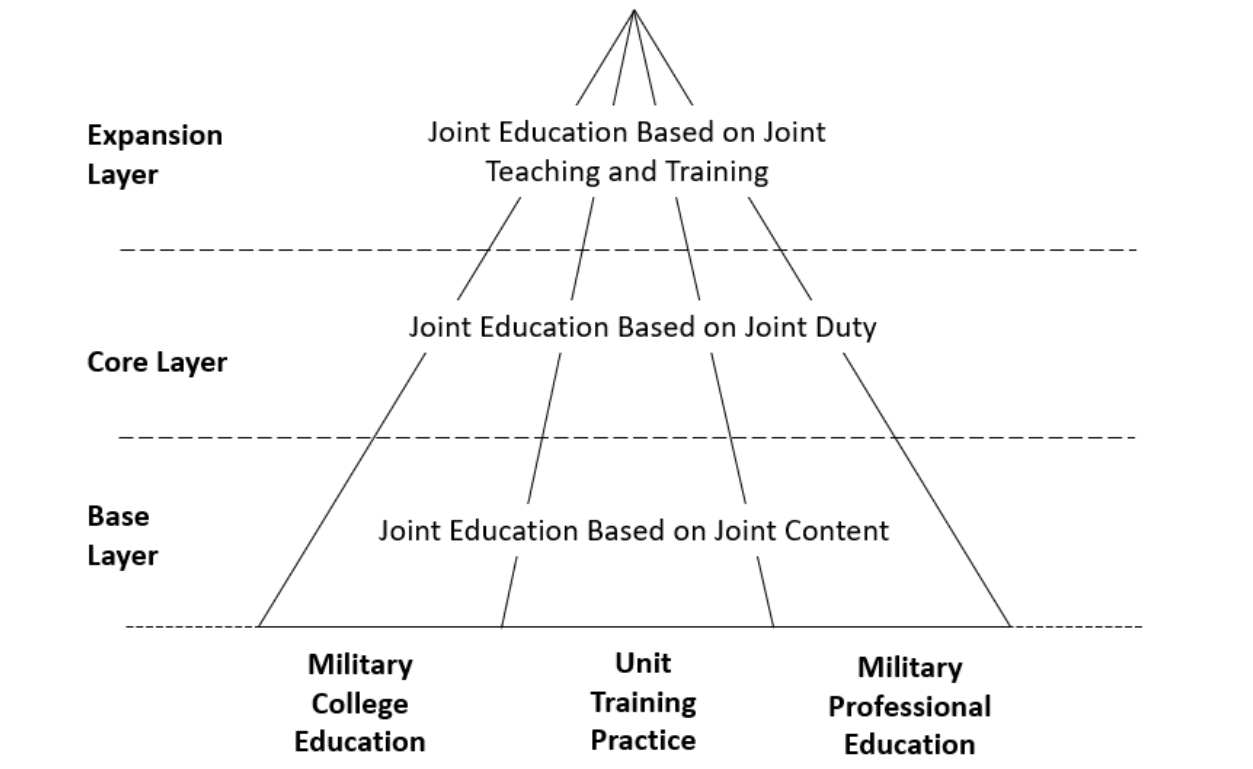 Expansion
Layer
Joint Education Based on Joint
Teaching and Training
Core Layer
Joint Education Based on Joint Duty
Base
Layer
Joint Education Based on Joint Content
Military
College
Education
Unit
Training
Practice
Military
Professional
Education